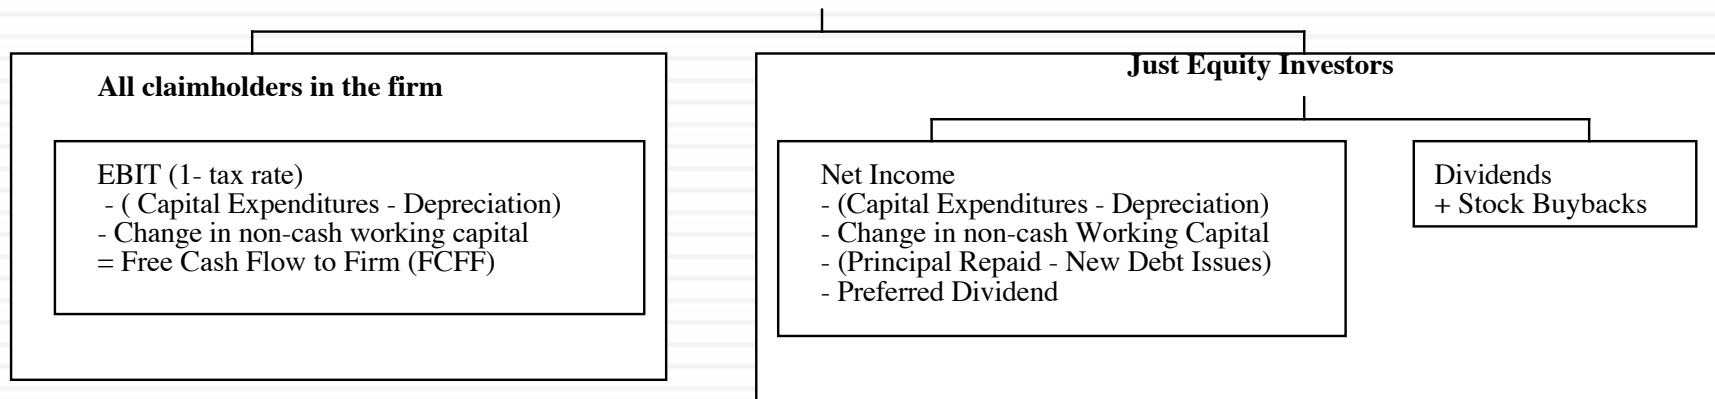 All claimholders in the firm
EBIT (1- tax rate)
- ( Capital Expenditures - Depreciation)
- Change in non-cash working capital
= Free Cash Flow to Firm (FCFF)
Just Equity Investors
Net Income
- (Capital Expenditures - Depreciation)
- Change in non-cash Working Capital
- (Principal Repaid - New Debt Issues)
- Preferred Dividend
Dividends
+ Stock Buybacks